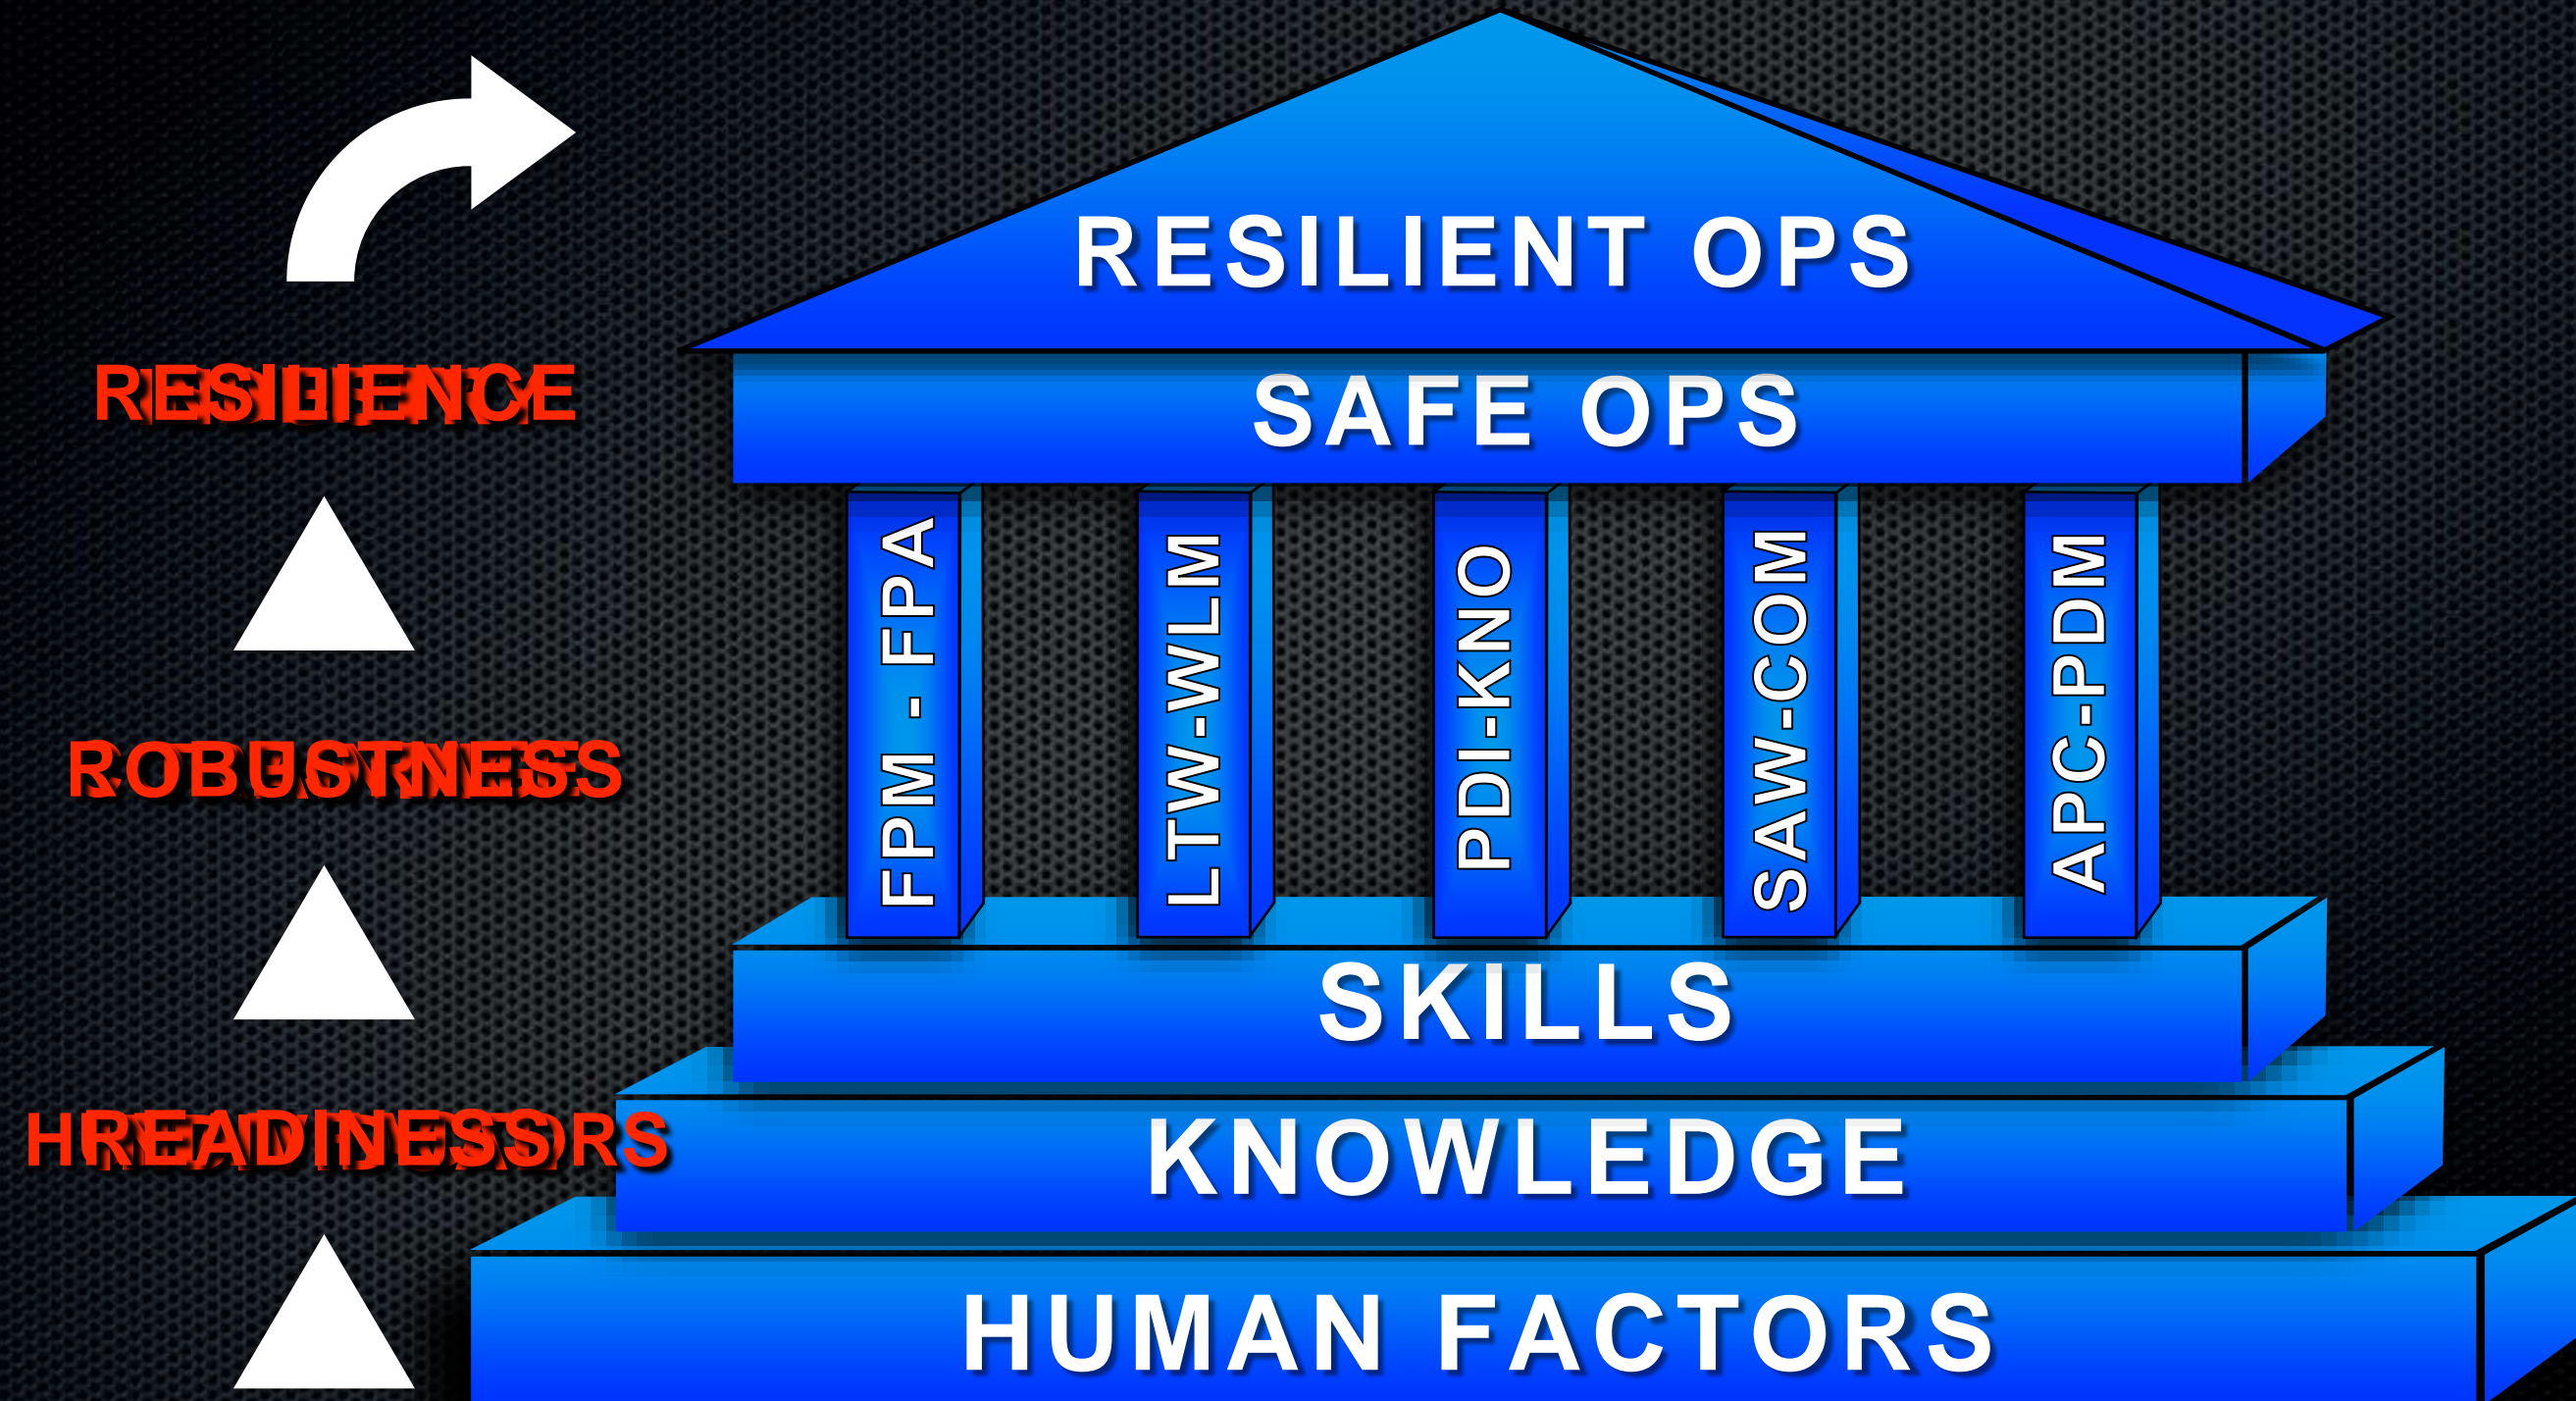 RESILIENT OPS
SAFE OPS
RESILIENCE
FPM - FPA
LTW-WLM
PDI-KNO
SAW-COM
APC-PDM
ROBUSTNESS
SKILLS
READINESS
KNOWLEDGE
HUMAN FACTORS